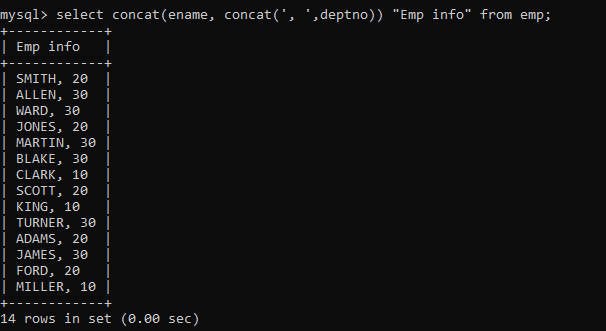 mysql> select concat(ename, concat(', ',deptno)) "Emp info" from emp;
+------------+
| Emp info   |
+------------+
| SMITH, 20  |
| ALLEN, 30  |
| WARD, 30   |
| JONES, 20  |
| MARTIN, 30 |
| BLAKE, 30  |
| CLARK, 10  |
| SCOTT, 20  |
| KING, 10   |
| TURNER, 30 |
| ADAMS, 20  |
| JAMES, 30  |
| FORD, 20   |
| MILLER, 10 |
+------------+
14 rows in set (0.00 sec)